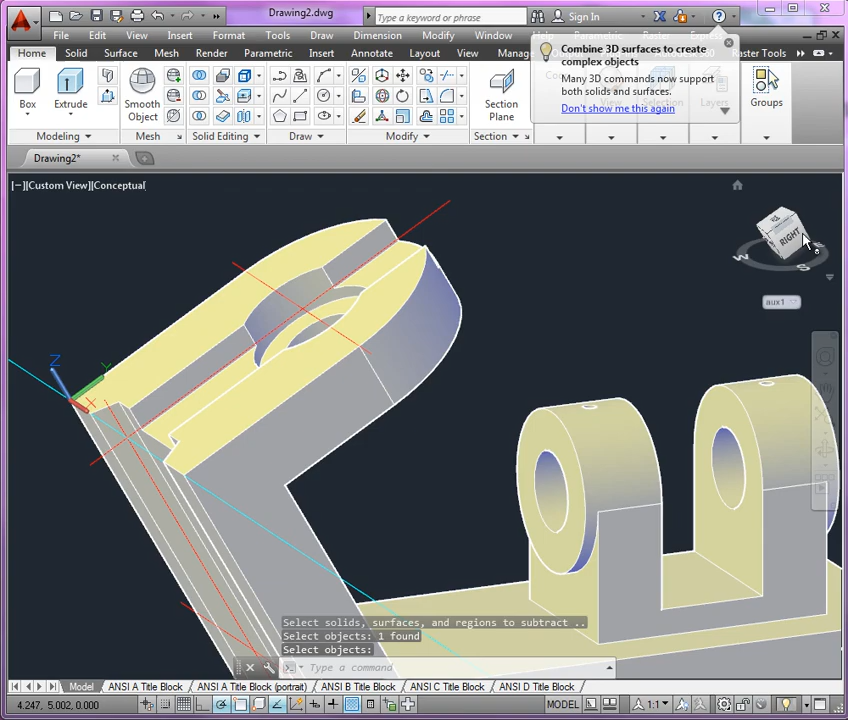 Drawing2.dwg
Type a keyword or phrase
Sign In
File Edit View Insert Format Tools Draw Dimension Modify Window
Home Solid Surface Mesh Render Parametric Insert Annotate Layout View Manage
aster Tools
Combine 3D surfaces to create
complex objects
Many 3D commands now support
both solids and surfaces.
Don't show me this again
Box
Extrude
Smooth
Object
Section
Plane
Groups
Selection
Layers
View
Modeling
Mesh
Solid Editing
Draw
Modify
Section
Drawing2*
[−][Custom View][Conceptual]
RIGHT
W
S
E
aux1
Z
Y
X
Select solids, surfaces, and regions to subtract ..
Select objects: 1 found
Select objects:
Type a command
Model ANSI A Title Block ANSI A Title Block (portrait) ANSI B Title Block ANSI C Title Block ANSI D Title Block
4.247, 5.002, 0.000
MODEL
1:1